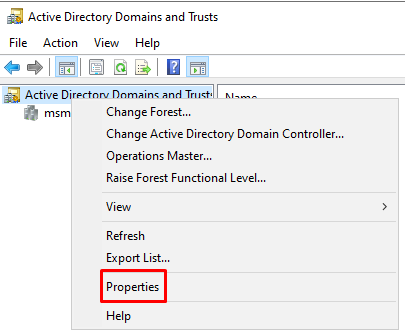 Active Directory Domains and Trusts
File Action View Help
Active Directory Domains and Trusts
Name
msm
Change Forest...
Change Active Directory Domain Controller...
Operations Master...
Raise Forest Functional Level...
View
Refresh
Export List...
Properties
Help